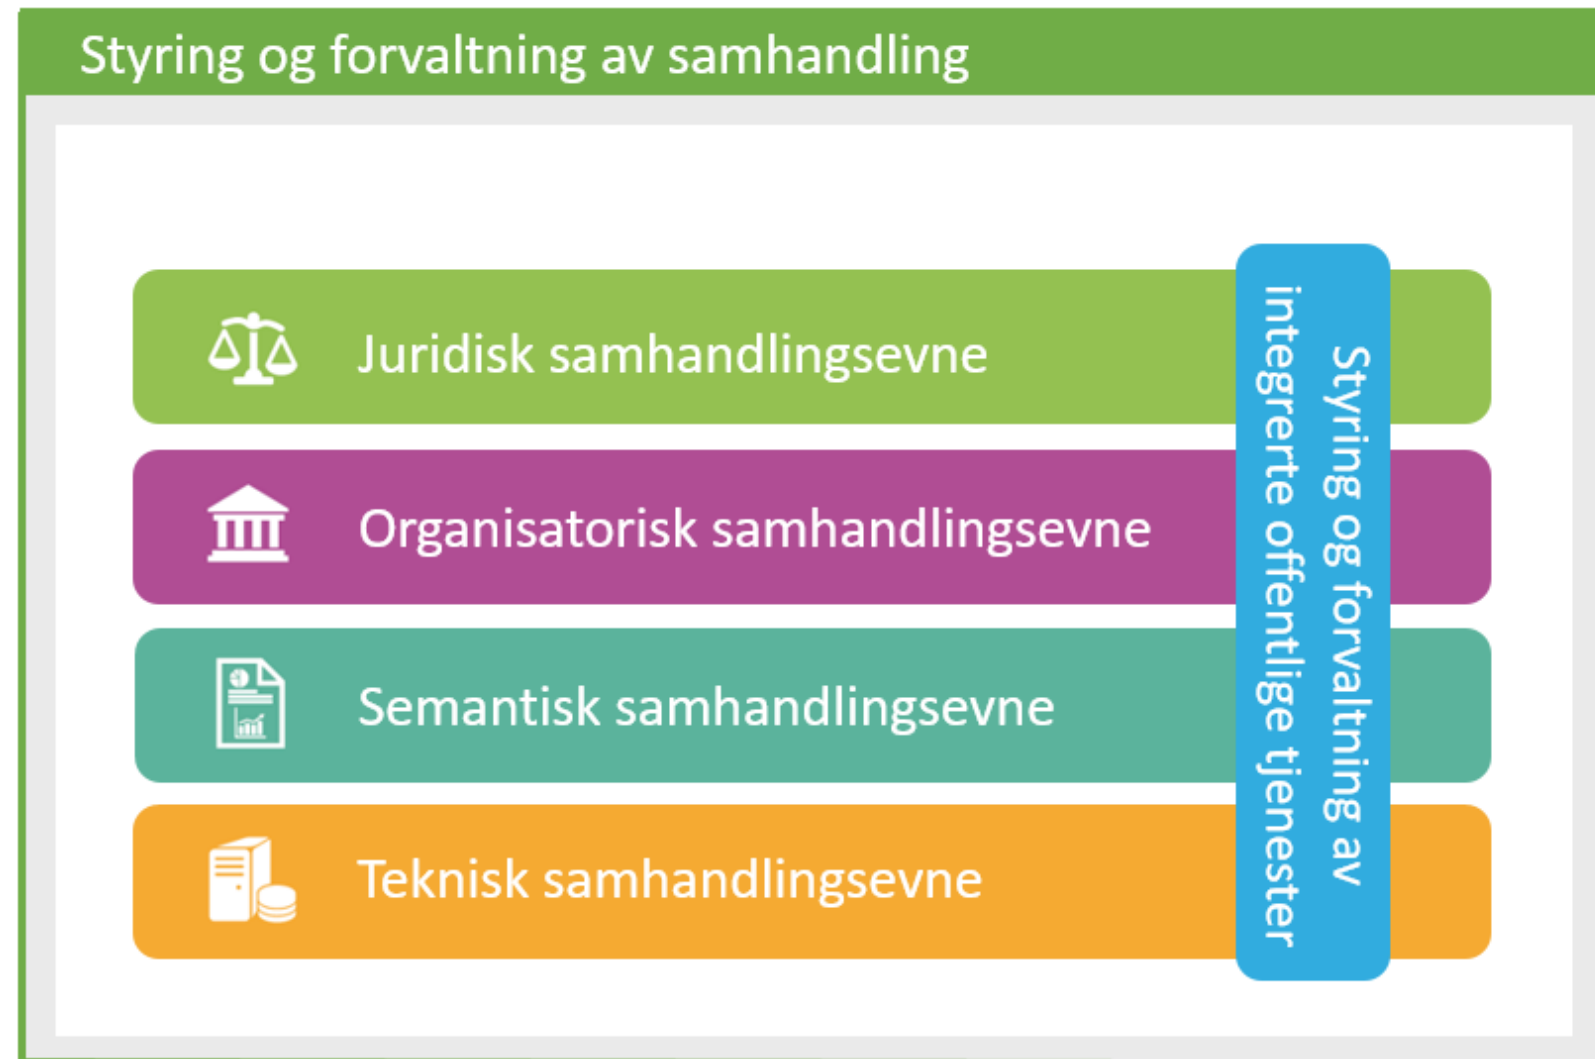 Styring og forvaltning av samhandling
Juridisk samhandlingsevne
Organisatorisk samhandlingsevne
Semantisk samhandlingsevne
Teknisk samhandlingsevne
Styring og forvaltning av
integrerte offentlige tjenester